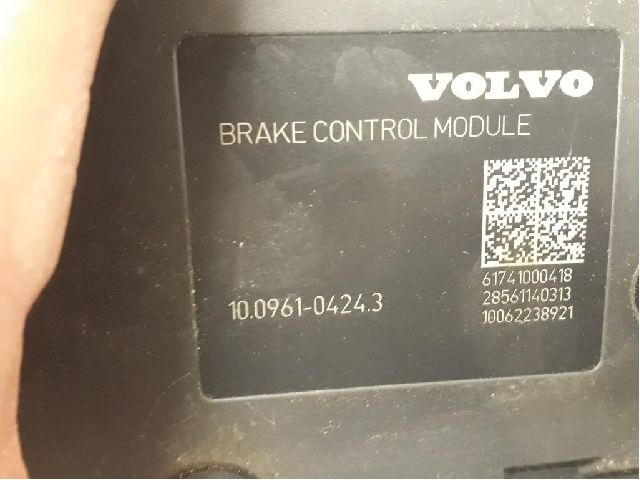 VOLVO
BRAKE CONTROL MODULE
61741000418
28561140313
10062238921
10.0961-0424.3